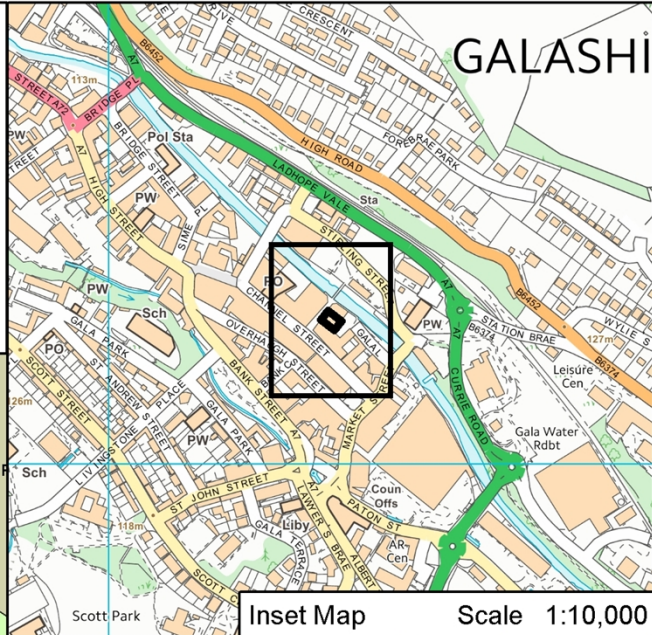 CRESCENT
B6452
A7
GALASHI
113m
STREET A72
BRIDGE PL
PW
BRIDGE STREET
Pol Sta
A7
HIGH STREET
HIGH ROAD
FOREBRAE PARK
LADHOPE VALE
Sta
PW
SIME PL
STIRLING STREET
PO
PW
Sch
CHANNEL STREET
GALA PARK
PO
OVERHAUGH STREET
A7
PW
A7
B6374
STATION BRAE
B6452
127m
WYLIE S
B6374
SCOTT STREET
ST ANDREW STREET
BANK STREET A7
MARKET STREET
CURRIE ROAD
Leisure
Cen
126m
LIVINGSTONE PLACE
GALA PARK
PW
Gala Water
Rdbt
Sch
ST JOHN STREET
A7
Coun
Offs
118m
Liby
LAWYER'S BRAE
PATON ST
GALA TERRACE
AR-
Cen
ALBERT
SCOTT C
Scott Park
Inset Map Scale 1:10,000